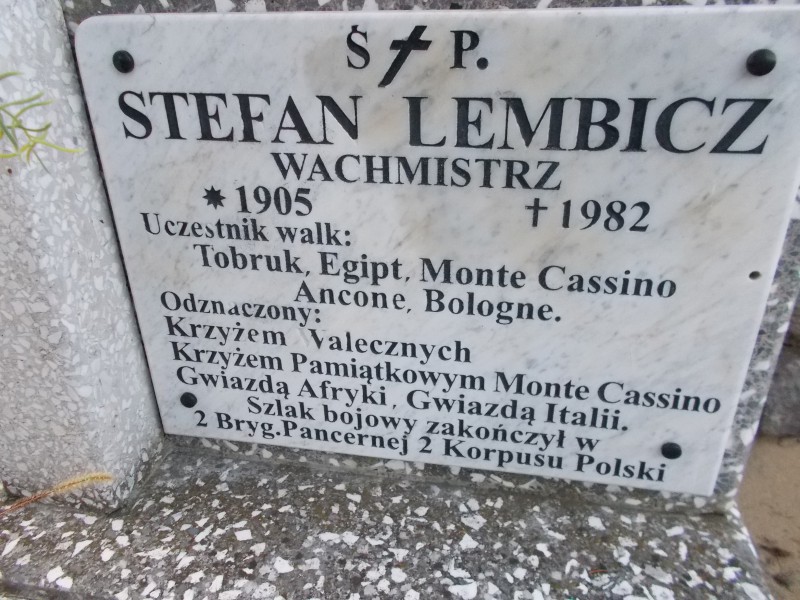 Ś P.
STEFAN LEMBICZ
WACHMISTRZ
* 1905 † 1982
Uczestnik walk:
Tobruk, Egipt, Monte Cassino
Ancone, Bologne.
Odznaczony:
Krzyżem Valecznych
Krzyżem Pamiątkowym Monte Cassino
Gwiazdą Afryki, Gwiazdą Italii.
Szlak bojowy zakończył w
2 Bryg.Pancernej 2 Korpusu Polski